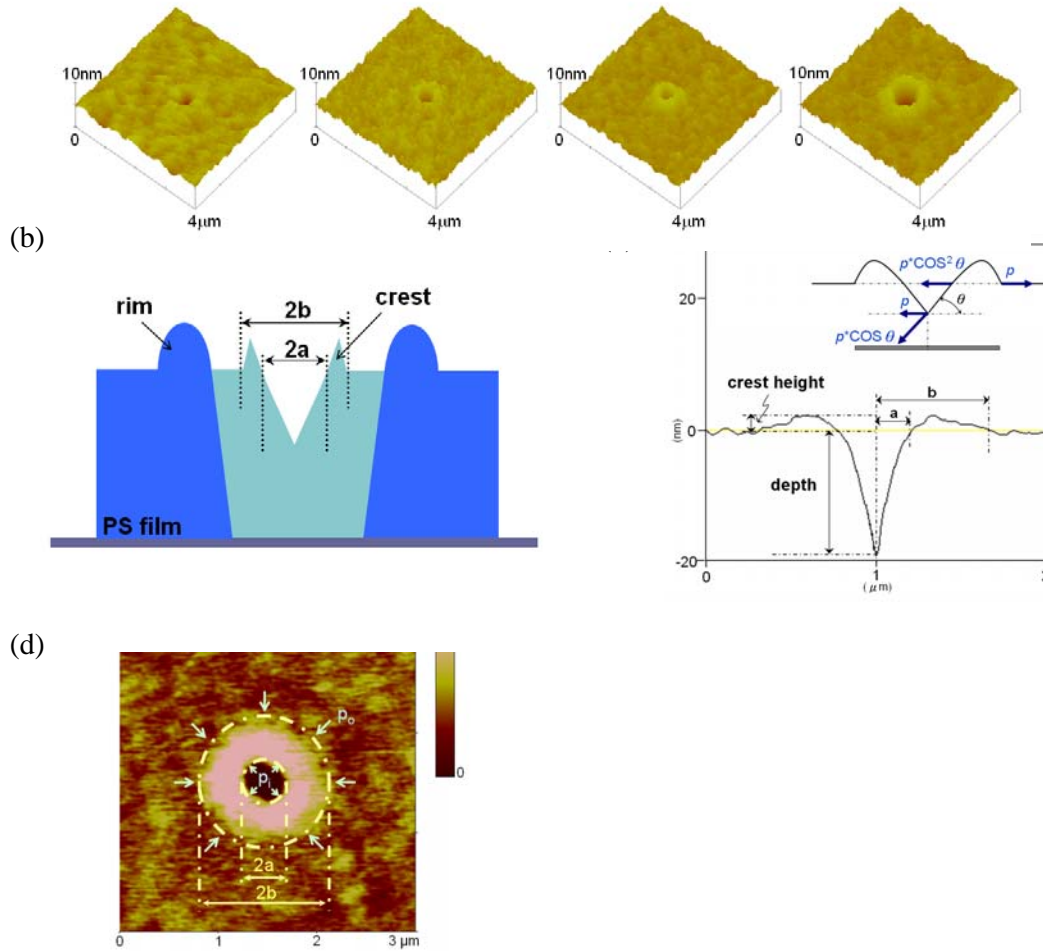 10nm
0
4μm
10nm
0
4μm
10nm
0
4μm
10nm
0
4μm
(b)
rim
2b
crest
2a
PS film
p*COS² θ
p
p
θ
p*COS θ
20
crest height
b
a
0
(nm)
depth
-20
0
1
(μm)
(d)
p₀
pᵢ
2a
2b
0
0
1
2
3 μm